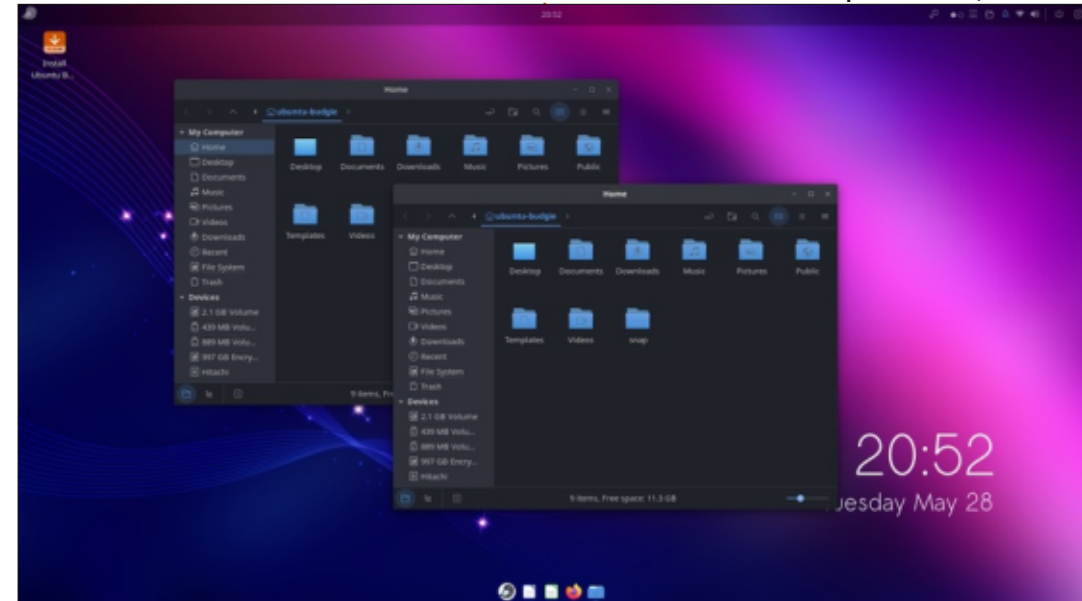 20:52
Install
Ubuntu B...
Home
ubuntu-budgie
My Computer
Home
Desktop
Documents
Music
Pictures
Videos
Downloads
Recent
File System
Trash
Devices
2.1 GB Volume
439 MB Volu...
889 MB Volu...
997 GB Encry...
Hitachi
Desktop
Documents
Downloads
Music
Pictures
Public
Templates
Videos
9 items, Fr
Home
ubuntu-budgie
My Computer
Home
Desktop
Documents
Music
Pictures
Videos
Downloads
Recent
File System
Trash
Devices
2.1 GB Volume
439 MB Volu...
889 MB Volu...
997 GB Encry...
Hitachi
Desktop
Documents
Downloads
Music
Pictures
Public
Templates
Videos
snap
9 items, Free space: 11.3 GB
20:52
uesday May 28